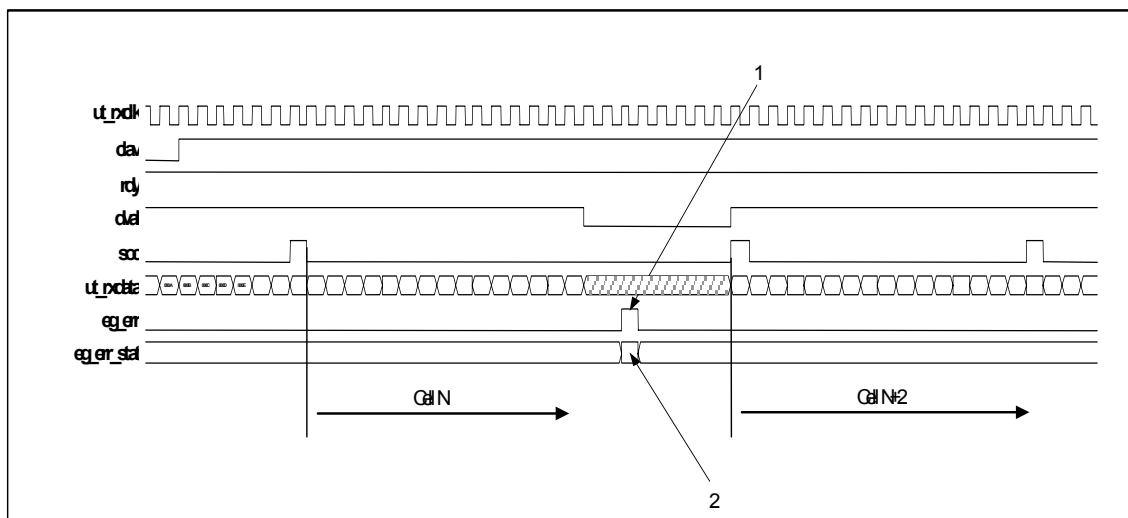 1
ut_rxclk
clav
rdy
dval
soc
ut_rxdata
eg_err
eg_err_stat
Cell N
Cell N+2
2